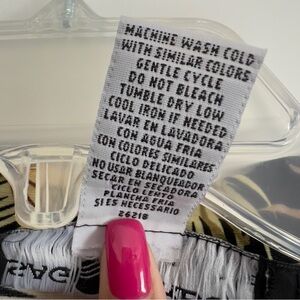 MACHINE WASH COLD
WITH SIMILAR COLORS
GENTLE CYCLE
DO NOT BLEACH
TUMBLE DRY LOW
COOL IRON IF NEEDED
LAVAR EN LAVADORA
CON AGUA FRIA
CON COLORES SIMILARES
CICLO DELICADO
NO USAR BLANQUEADOR
SECAR EN SECADORA
CICLO GENTIL
PLANCHA FRIA
SI ES NECESSARIO
26218